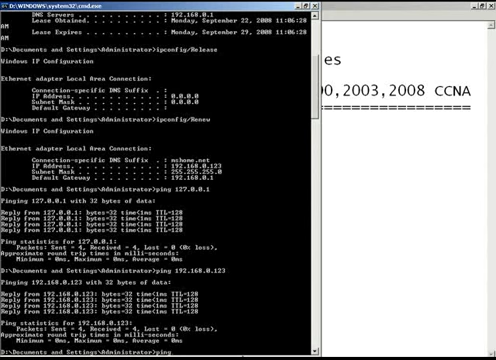 D:\WINDOWS\system32\cmd.exe
DNS Servers . . . . . . . . . . . : 192.168.0.1
Lease Obtained. . . . . . . . . . : Monday, September 22, 2008 11:06:28
AM
Lease Expires . . . . . . . . . . : Monday, September 29, 2008 11:06:28
AM
D:\Documents and Settings\Administrator>ipconfig/Release
Windows IP Configuration
Ethernet adapter Local Area Connection:
Connection-specific DNS Suffix  . :
IP Address. . . . . . . . . . . . : 0.0.0.0
Subnet Mask . . . . . . . . . . . : 0.0.0.0
Default Gateway . . . . . . . . . :
D:\Documents and Settings\Administrator>ipconfig/Renew
Windows IP Configuration
Ethernet adapter Local Area Connection:
Connection-specific DNS Suffix  . : mshome.net
IP Address. . . . . . . . . . . . : 192.168.0.123
Subnet Mask . . . . . . . . . . . : 255.255.255.0
Default Gateway . . . . . . . . . : 192.168.0.1
D:\Documents and Settings\Administrator>ping 127.0.0.1
Pinging 127.0.0.1 with 32 bytes of data:
Reply from 127.0.0.1: bytes=32 time<1ms TTL=128
Reply from 127.0.0.1: bytes=32 time<1ms TTL=128
Reply from 127.0.0.1: bytes=32 time<1ms TTL=128
Reply from 127.0.0.1: bytes=32 time<1ms TTL=128
Ping statistics for 127.0.0.1:
Packets: Sent = 4, Received = 4, Lost = 0 (0% loss),
Approximate round trip times in milli-seconds:
Minimum = 0ms, Maximum = 0ms, Average = 0ms
D:\Documents and Settings\Administrator>ping 192.168.0.123
Pinging 192.168.0.123 with 32 bytes of data:
Reply from 192.168.0.123: bytes=32 time<1ms TTL=128
Reply from 192.168.0.123: bytes=32 time<1ms TTL=128
Reply from 192.168.0.123: bytes=32 time<1ms TTL=128
Reply from 192.168.0.123: bytes=32 time<1ms TTL=128
Ping statistics for 192.168.0.123:
Packets: Sent = 4, Received = 4, Lost = 0 (0% loss),
Approximate round trip times in milli-seconds:
Minimum = 0ms, Maximum = 0ms, Average = 0ms
D:\Documents and Settings\Administrator>ping
es
00,2003,2008 CCNA
=================